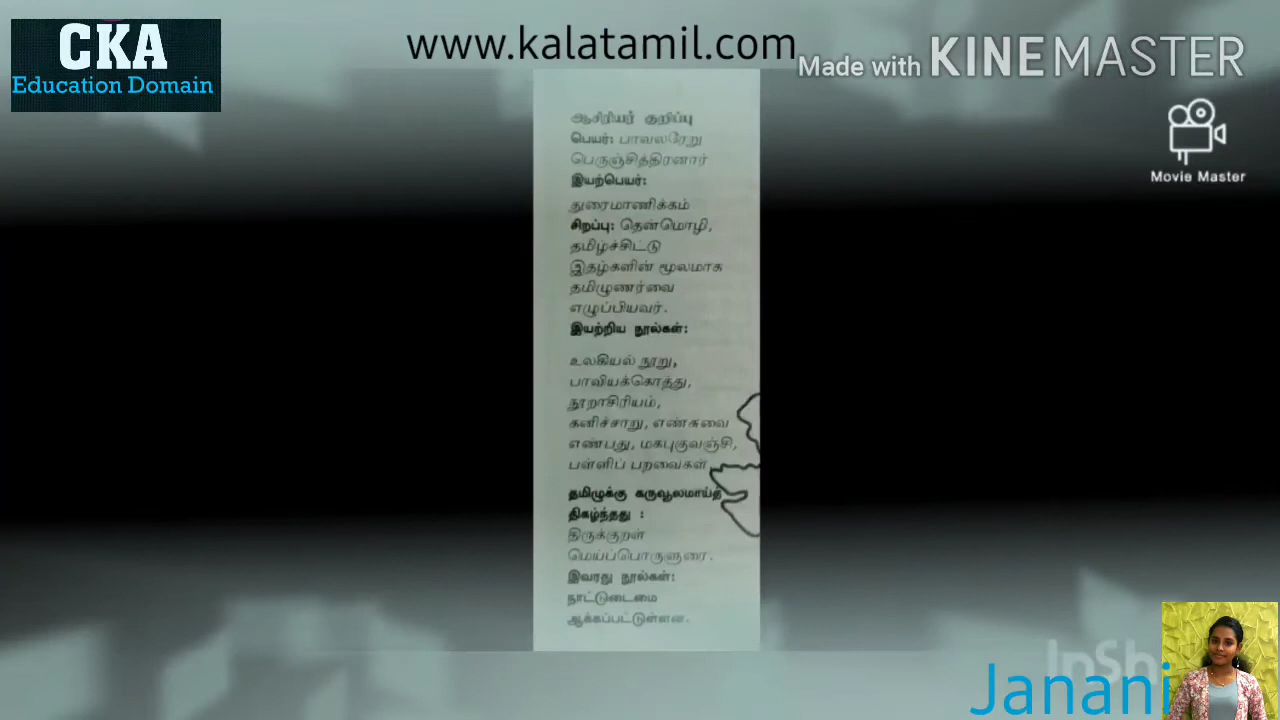 CKA
Education Domain
www.kalatamil.com
Made with KINEMASTER
Movie Master
ஆசிரியர் குறிப்பு
பெயர்: பாவலரேறு
பெருஞ்சித்திரனார்
இயற்பெயர்:
துரைமாணிக்கம்
சிறப்பு: தென்மொழி,
தமிழ்ச்சிட்டு
இதழ்களின் மூலமாக
தமிழுணர்வை
எழுப்பியவர்.
இயற்றிய நூல்கள்:
உலகியல் நூறு,
பாவியக்கொத்து,
நூறாசிரியம்,
கனிச்சாறு, எண்சுவை
எண்பது, மகபுகுவஞ்சி,
பள்ளிப் பறவைகள்
தமிழுக்கு கருவூலமாய்த்
திகழ்ந்தது :
திருக்குறள்
மெய்ப்பொருளுரை.
இவரது நூல்கள்:
நாட்டுடைமை
ஆக்கப்பட்டுள்ளன.
InSh
Janani